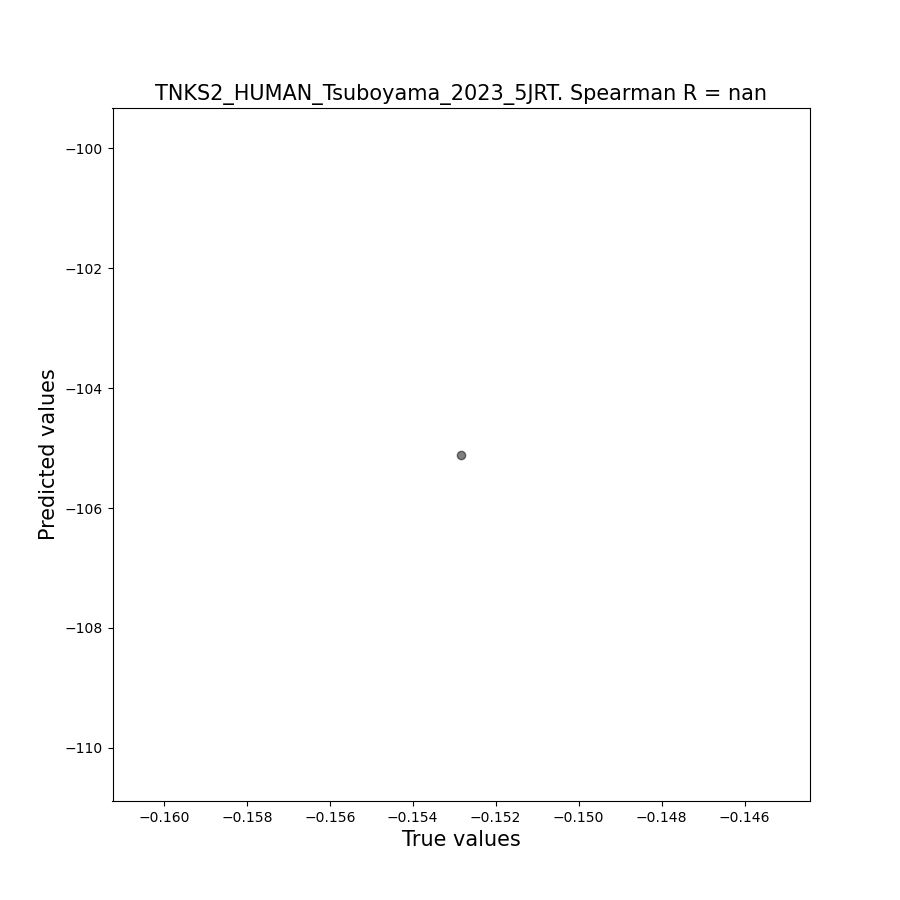 TNKS2_HUMAN_Tsuboyama_2023_5JRT. Spearman R = nan
−100
−102
−104
−106
−108
−110
Predicted values
−0.160 −0.158 −0.156 −0.154 −0.152 −0.150 −0.148 −0.146
True values